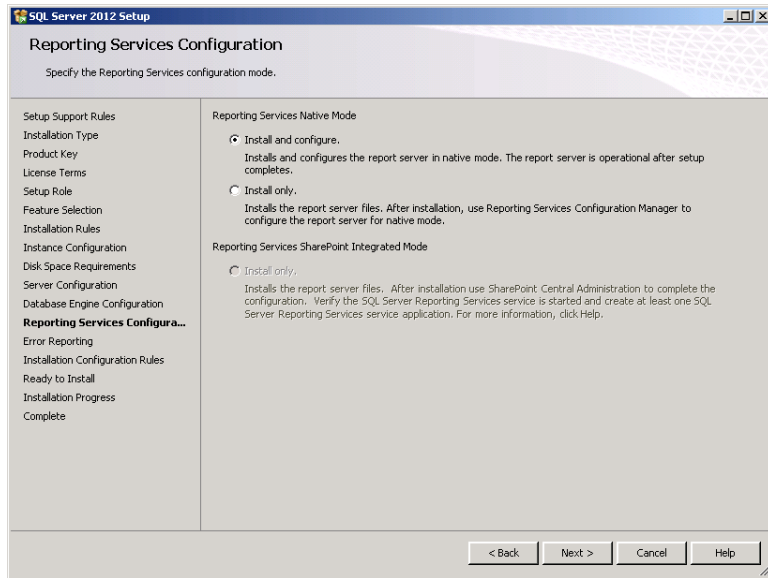 SQL Server 2012 Setup
Reporting Services Configuration
Specify the Reporting Services configuration mode.
Setup Support Rules
Installation Type
Product Key
License Terms
Setup Role
Feature Selection
Installation Rules
Instance Configuration
Disk Space Requirements
Server Configuration
Database Engine Configuration
Reporting Services Configura...
Error Reporting
Installation Configuration Rules
Ready to Install
Installation Progress
Complete
Reporting Services Native Mode
Install and configure.
Installs and configures the report server in native mode. The report server is operational after setup
completes.
Install only.
Installs the report server files. After installation, use Reporting Services Configuration Manager to
configure the report server for native mode.
Reporting Services SharePoint Integrated Mode
Install only.
Installs the report server files. After installation use SharePoint Central Administration to complete the
configuration. Verify the SQL Server Reporting Services service is started and create at least one SQL
Server Reporting Services service application. For more information, click Help.
< Back
Next >
Cancel
Help